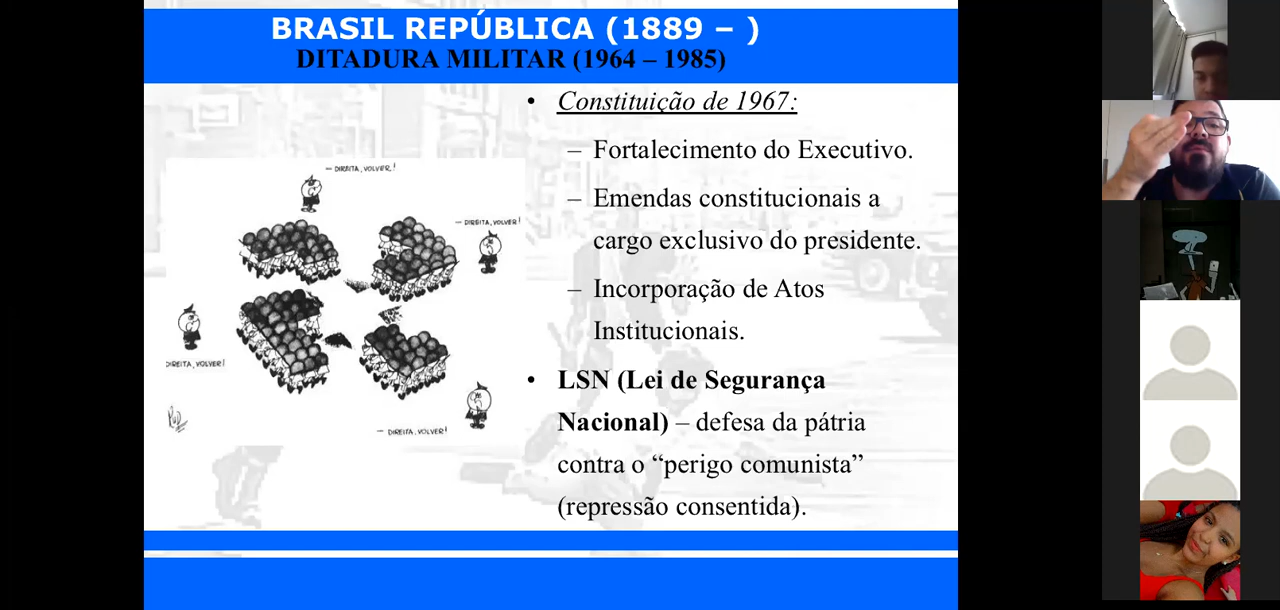 BRASIL REPÚBLICA (1889 – )
DITADURA MILITAR (1964 – 1985)
• Constituição de 1967:
– Fortalecimento do Executivo.
– Emendas constitucionais a
cargo exclusivo do presidente.
– Incorporação de Atos
Institucionais.
• LSN (Lei de Segurança
Nacional) – defesa da pátria
contra o “perigo comunista”
(repressão consentida).
– DIREITA, VOLVER!
– DIREITA, VOLVER!
DIREITA, VOLVER!
– DIREITA, VOLVER!